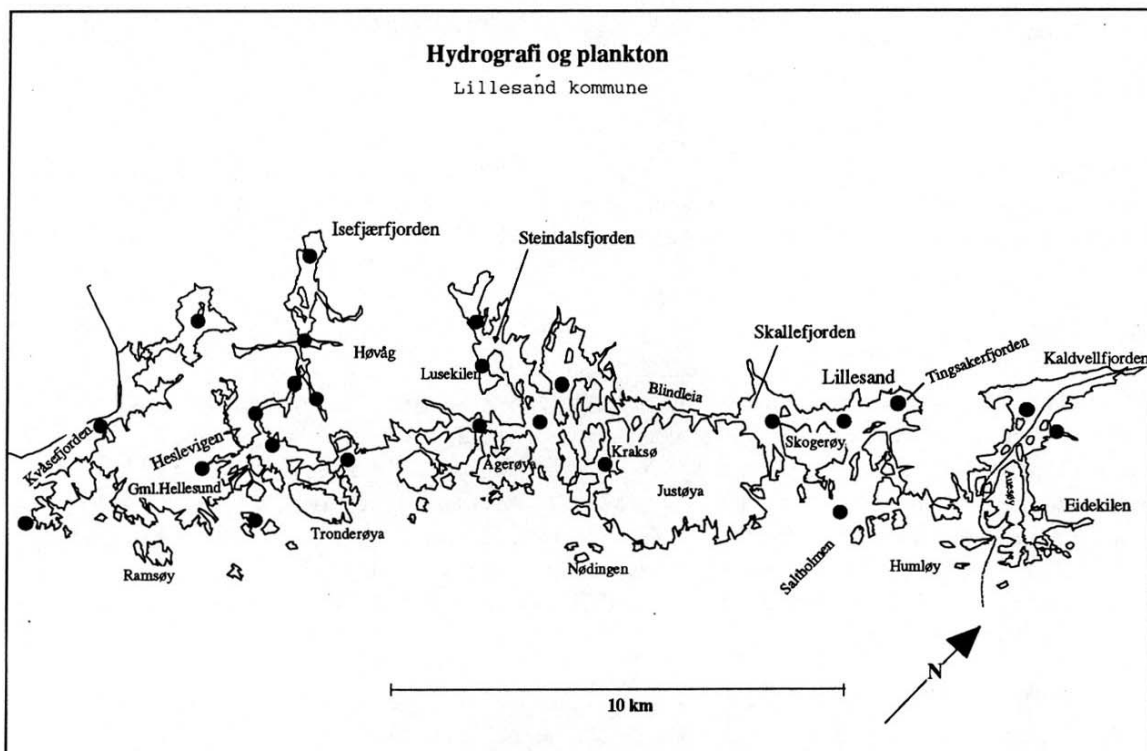 Hydrografi og plankton
Lillesand kommune
Isefjærfjorden
Steindalsfjorden
Høvåg
Lusekilen
Skallefjorden
Lillesand
Tingsakerfjorden
Kaldvellfjorden
Blindleia
Kvåsefjorden
Heslevigen
Gml.Hellesund
Ågerøya
Kraksø
Skogerøy
Justøya
Eidekilen
Tronderøya
Ramsøy
Nødingen
Saltholmen
Humløy
N
10 km